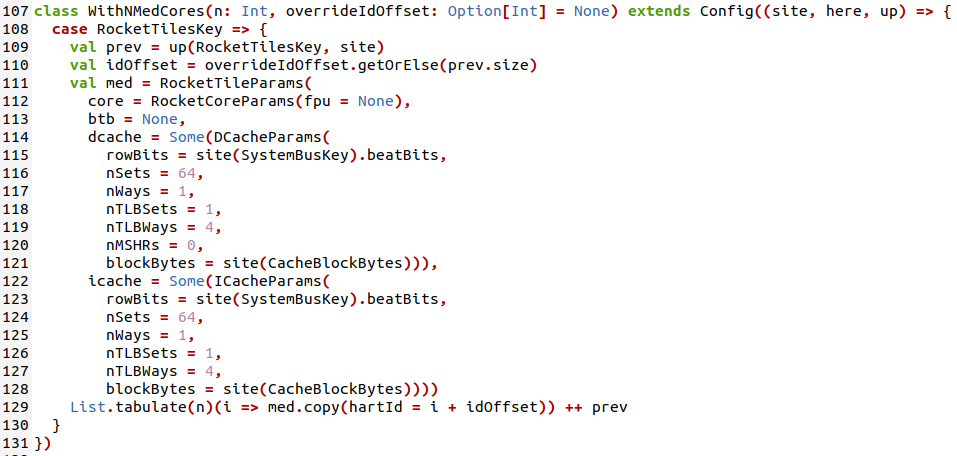 107 class WithNMedCores(n: Int, overrideIdOffset: Option[Int] = None) extends Config((site, here, up) => {
108   case RocketTilesKey => {
109     val prev = up(RocketTilesKey, site)
110     val idOffset = overrideIdOffset.getOrElse(prev.size)
111     val med = RocketTileParams(
112       core = RocketCoreParams(fpu = None),
113       btb = None,
114       dcache = Some(DCacheParams(
115         rowBits = site(SystemBusKey).beatBits,
116         nSets = 64,
117         nWays = 1,
118         nTLBSets = 1,
119         nTLBWays = 4,
120         nMSHRs = 0,
121         blockBytes = site(CacheBlockBytes))),
122       icache = Some(ICacheParams(
123         rowBits = site(SystemBusKey).beatBits,
124         nSets = 64,
125         nWays = 1,
126         nTLBSets = 1,
127         nTLBWays = 4,
128         blockBytes = site(CacheBlockBytes))))
129     List.tabulate(n)(i => med.copy(hartId = i + idOffset)) ++ prev
130   }
131 })